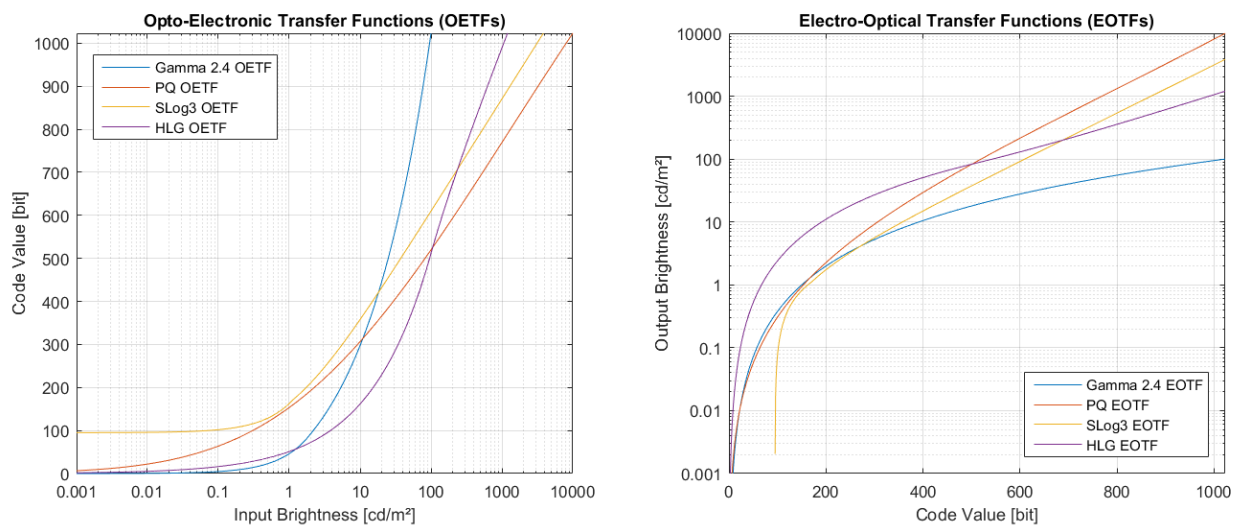 Opto-Electronic Transfer Functions (OETFs)
1000
900
800
700
600
500
400
300
200
100
0
Code Value [bit]
Gamma 2.4 OETF
PQ OETF
SLog3 OETF
HLG OETF
0.001 0.01 0.1 1 10 100 1000 10000
Input Brightness [cd/m²]
Electro-Optical Transfer Functions (EOTFs)
10000
1000
100
10
1
0.1
0.01
0.001
Output Brightness [cd/m²]
Gamma 2.4 EOTF
PQ EOTF
SLog3 EOTF
HLG EOTF
0 200 400 600 800 1000
Code Value [bit]